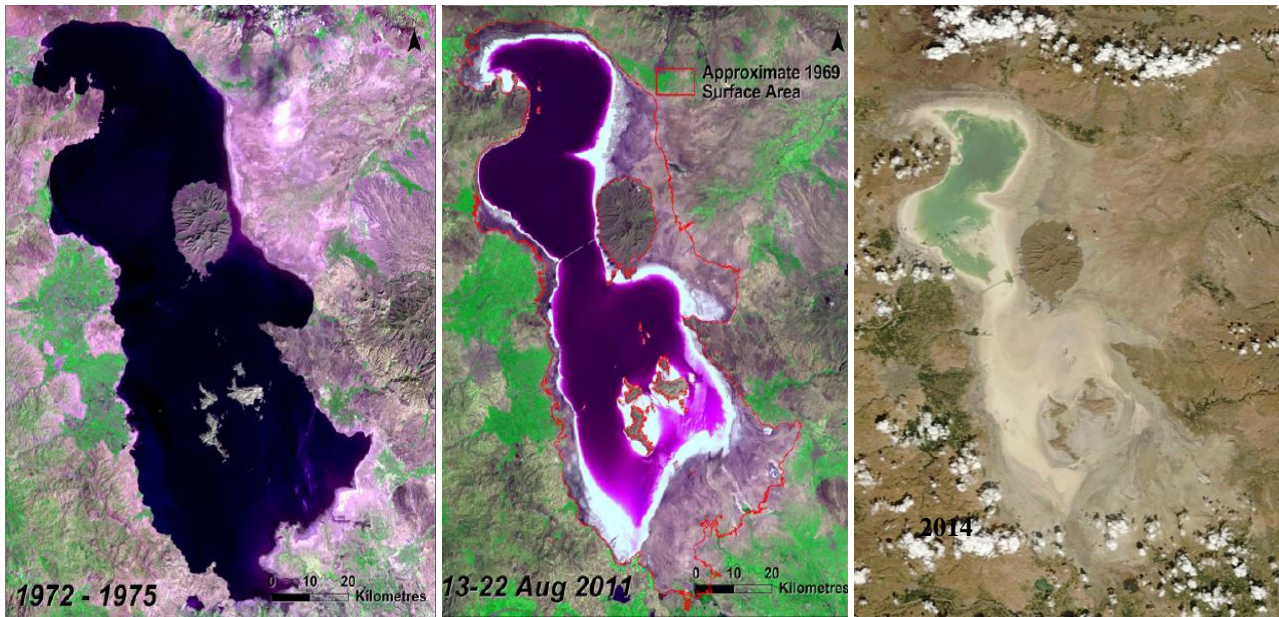 1972 - 1975
0 10 20
Kilometres
Approximate 1969
Surface Area
13-22 Aug 2011
0 10 20
Kilometres
2014